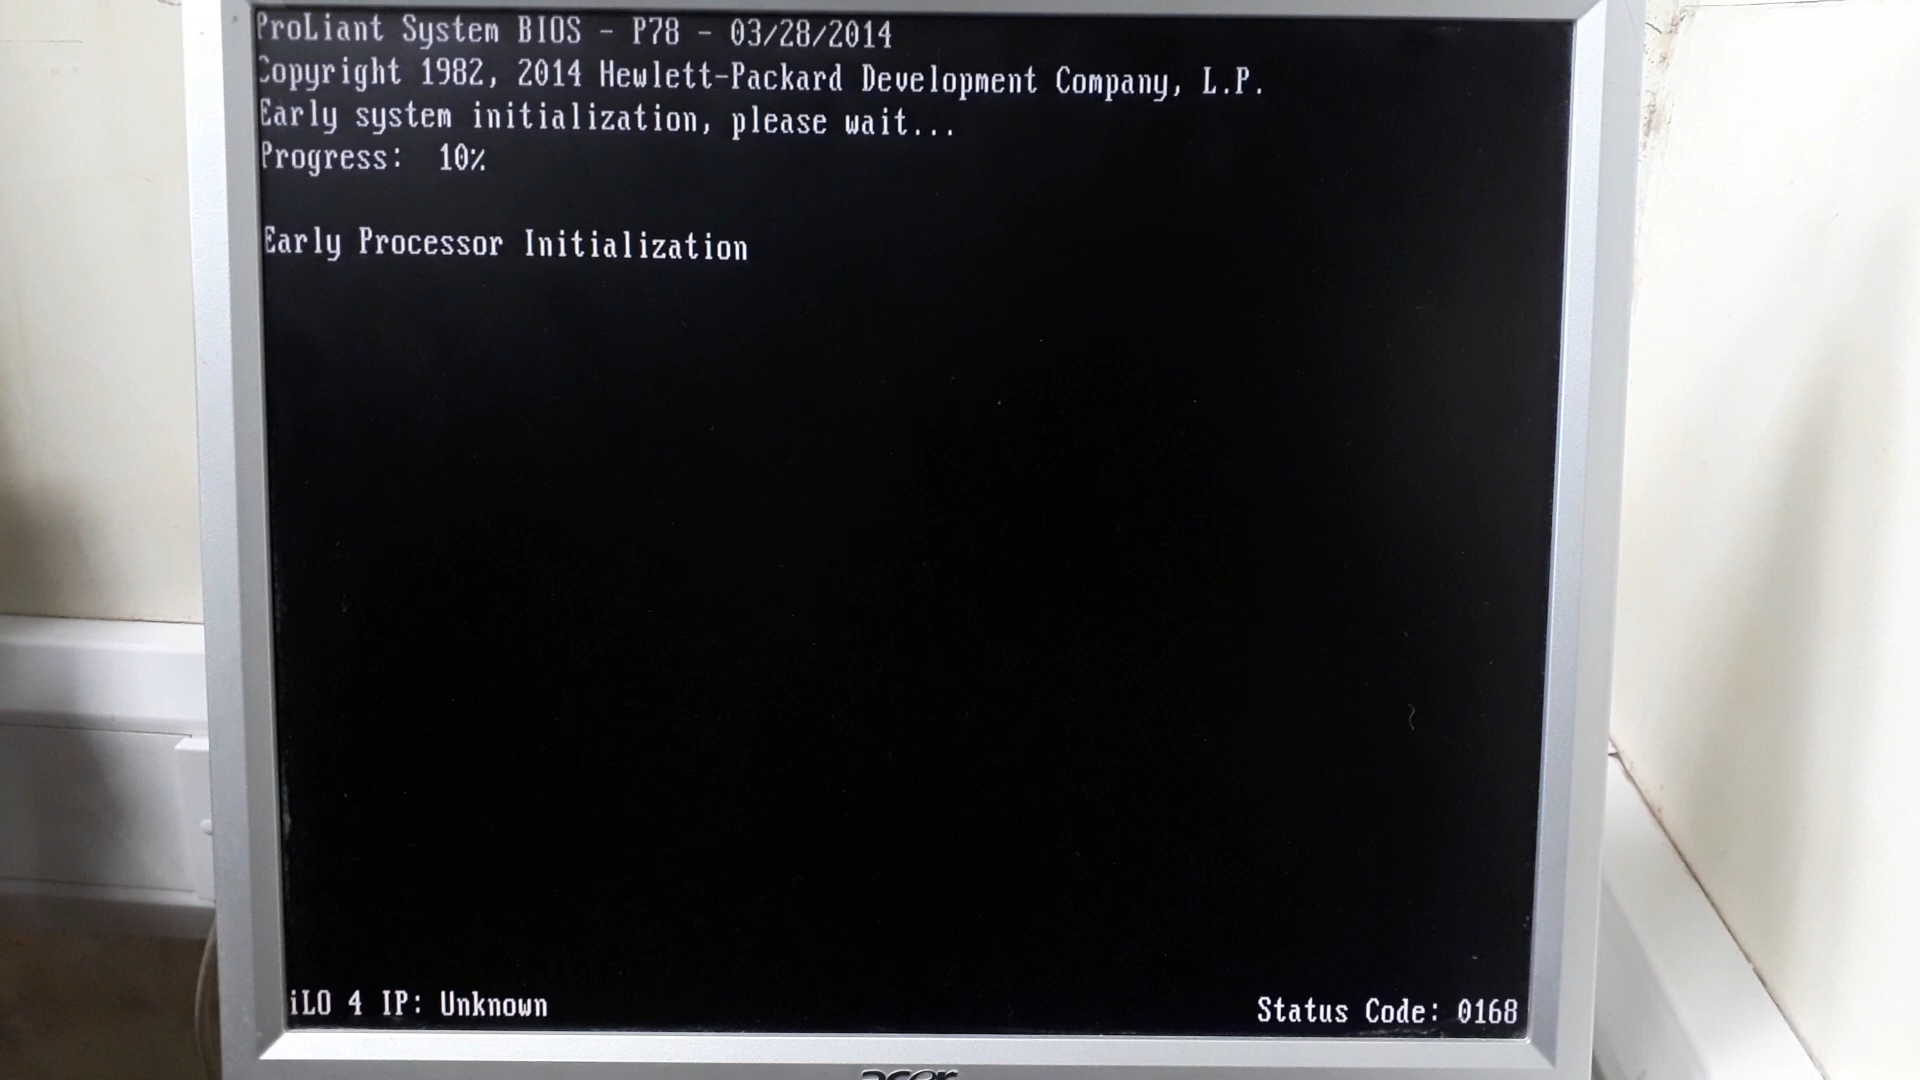 ProLiant System BIOS - P78 - 03/28/2014
Copyright 1982, 2014 Hewlett-Packard Development Company, L.P.
Early system initialization, please wait...
Progress: 10%
Early Processor Initialization
iLO 4 IP: Unknown
Status Code: 0168
acer